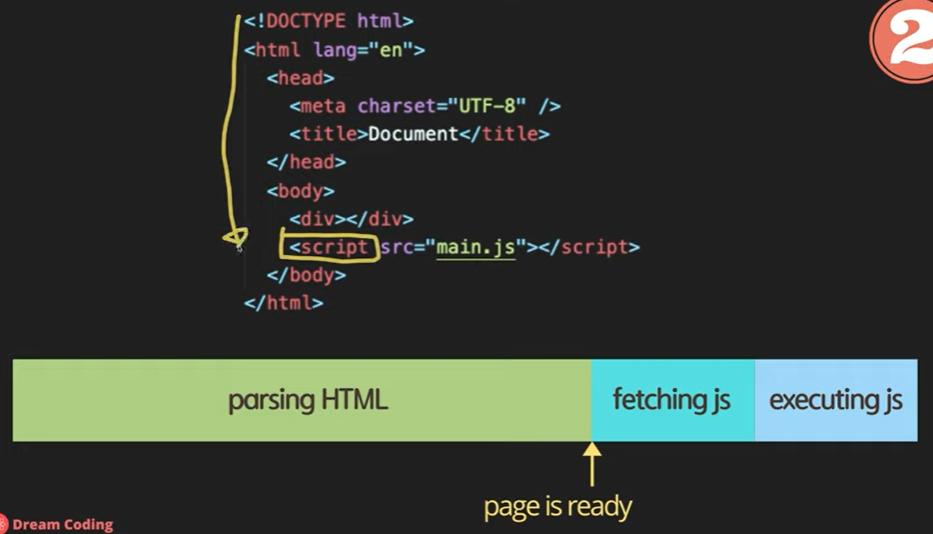 <!DOCTYPE html>
2
<html lang="en">
<head>
<meta charset="UTF-8" />
<title>Document</title>
</head>
<body>
<div></div>
<script src="main.js"></script>
</body>
</html>
parsing HTML fetching js executing js
page is ready
Dream Coding